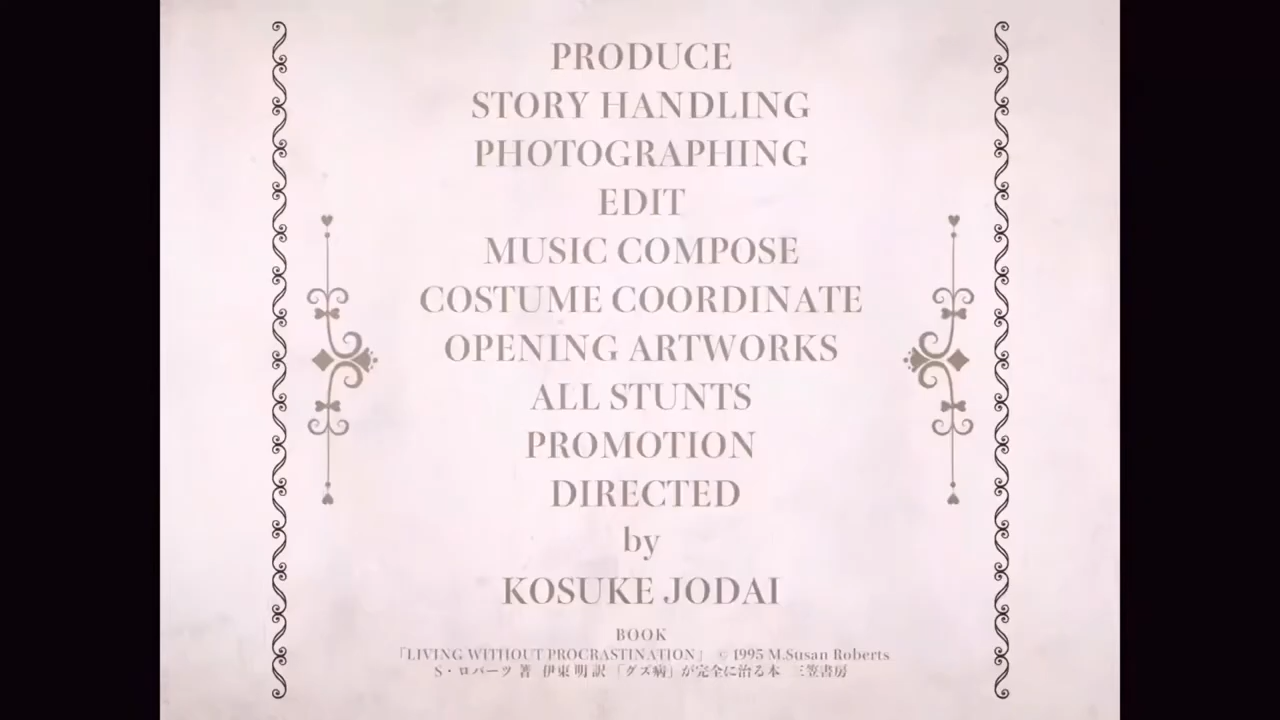 PRODUCE
STORY HANDLING
PHOTOGRAPHING
EDIT
MUSIC COMPOSE
COSTUME COORDINATE
OPENING ARTWORKS
ALL STUNTS
PROMOTION
DIRECTED
by
KOSUKE JODAI
BOOK
「LIVING WITHOUT PROCRASTINATION」 © 1995 M.Susan Roberts
S・ロバーツ 著 伊東 明 訳 「グズ病」が完全に治る本 三笠書房